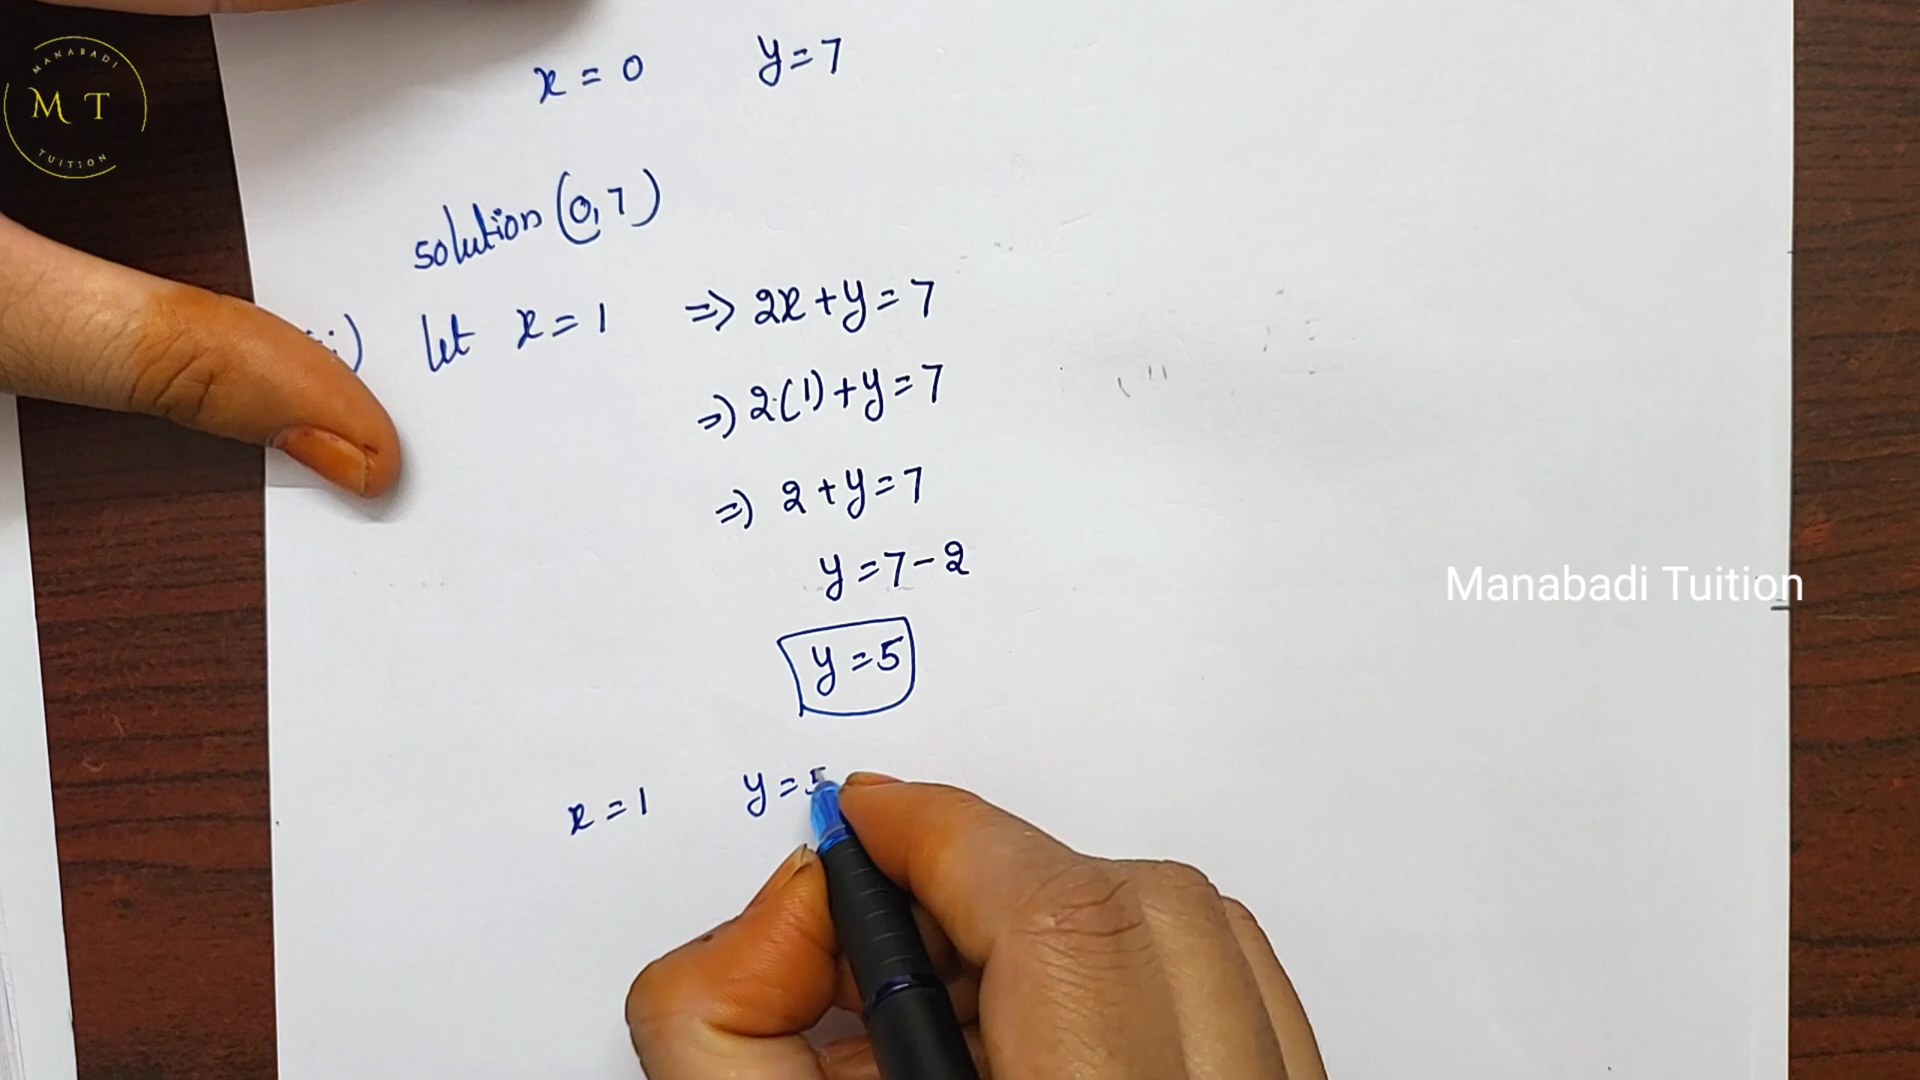 MANABADI
M T
TUITION
x = 0 y = 7
solution (0, 7)
let x = 1 => 2x + y = 7
=> 2(1) + y = 7
=> 2 + y = 7
y = 7 - 2
y = 5
Manabadi Tuition
x = 1 y = 5